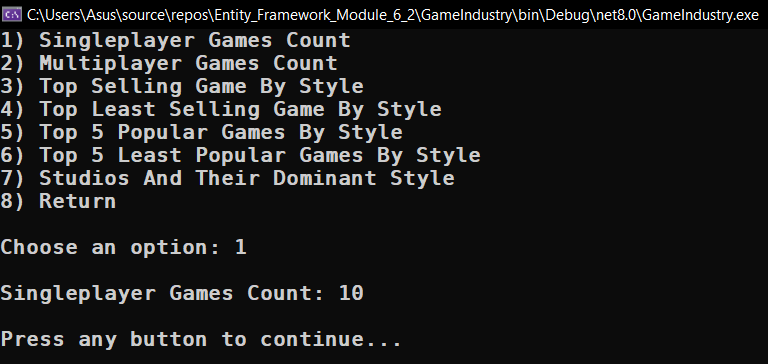 C:\Users\Asus\source\repos\Entity_Framework_Module_6_2\GameIndustry\bin\Debug\net8.0\GameIndustry.exe
1) Singleplayer Games Count
2) Multiplayer Games Count
3) Top Selling Game By Style
4) Top Least Selling Game By Style
5) Top 5 Popular Games By Style
6) Top 5 Least Popular Games By Style
7) Studios And Their Dominant Style
8) Return
Choose an option: 1
Singleplayer Games Count: 10
Press any button to continue...